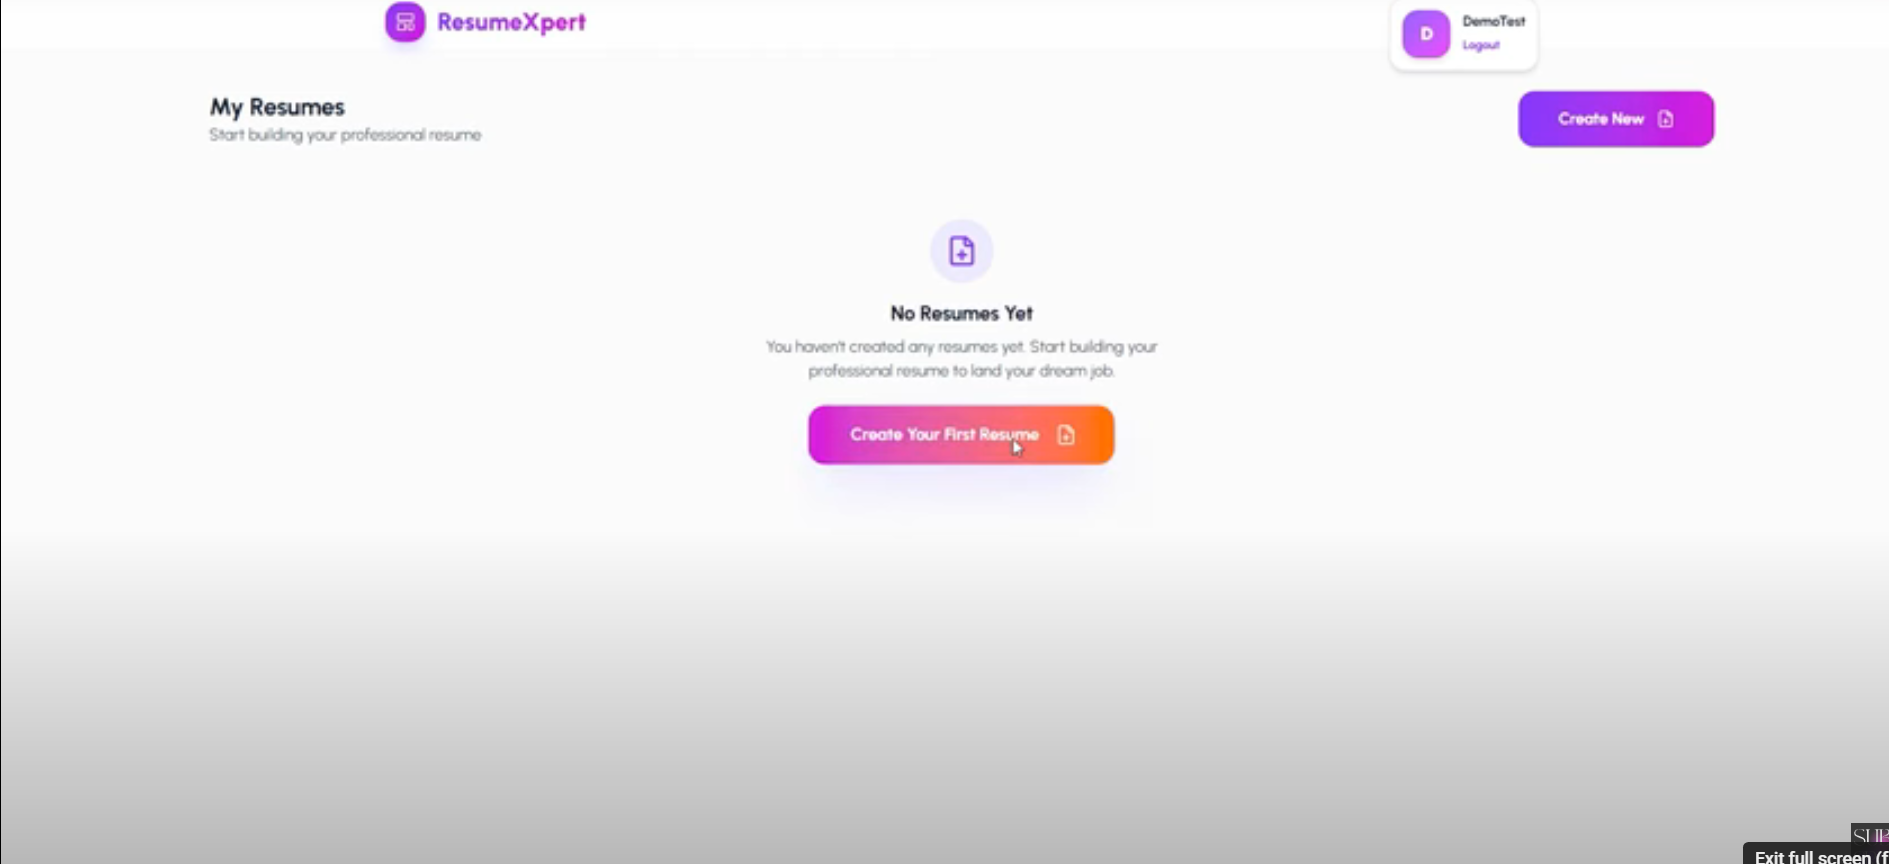 ResumeXpert
D
DemoTest
Logout
My Resumes
Start building your professional resume
Create New
No Resumes Yet
You haven't created any resumes yet. Start building your
professional resume to land your dream job.
Create Your First Resume
Exit full screen (f